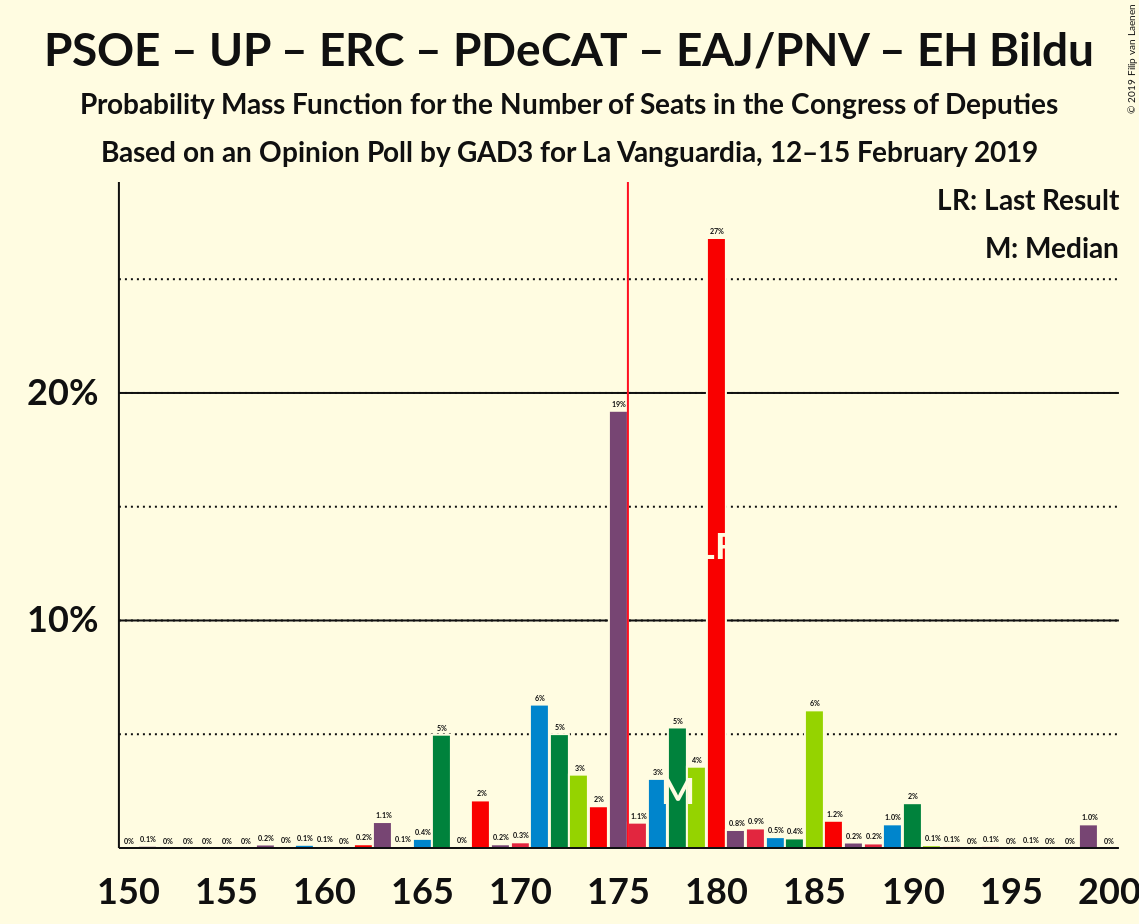 PSOE – UP – ERC – PDeCAT – EAJ/PNV – EH Bildu
© 2019 Filip van Laenen
Probability Mass Function for the Number of Seats in the Congress of Deputies
Based on an Opinion Poll by GAD3 for La Vanguardia, 12–15 February 2019
LR: Last Result
M: Median
20%
10%
0% 0.1% 0% 0% 0% 0% 0% 0.2% 0% 0.1% 0.1% 0% 0.2% 1.1% 0.1% 0.4% 5% 0% 2% 0.2% 0.3% 6% 5% 3% 2% 19% 1.1% 3% 5% 4% 27% 0.8% 0.9% 0.5% 0.4% 6% 1.2% 0.2% 0.2% 1.0% 2% 0.1% 0.1% 0% 0.1% 0% 0.1% 0% 0% 1.0% 0%
LR
M
150 155 160 165 170 175 180 185 190 195 200